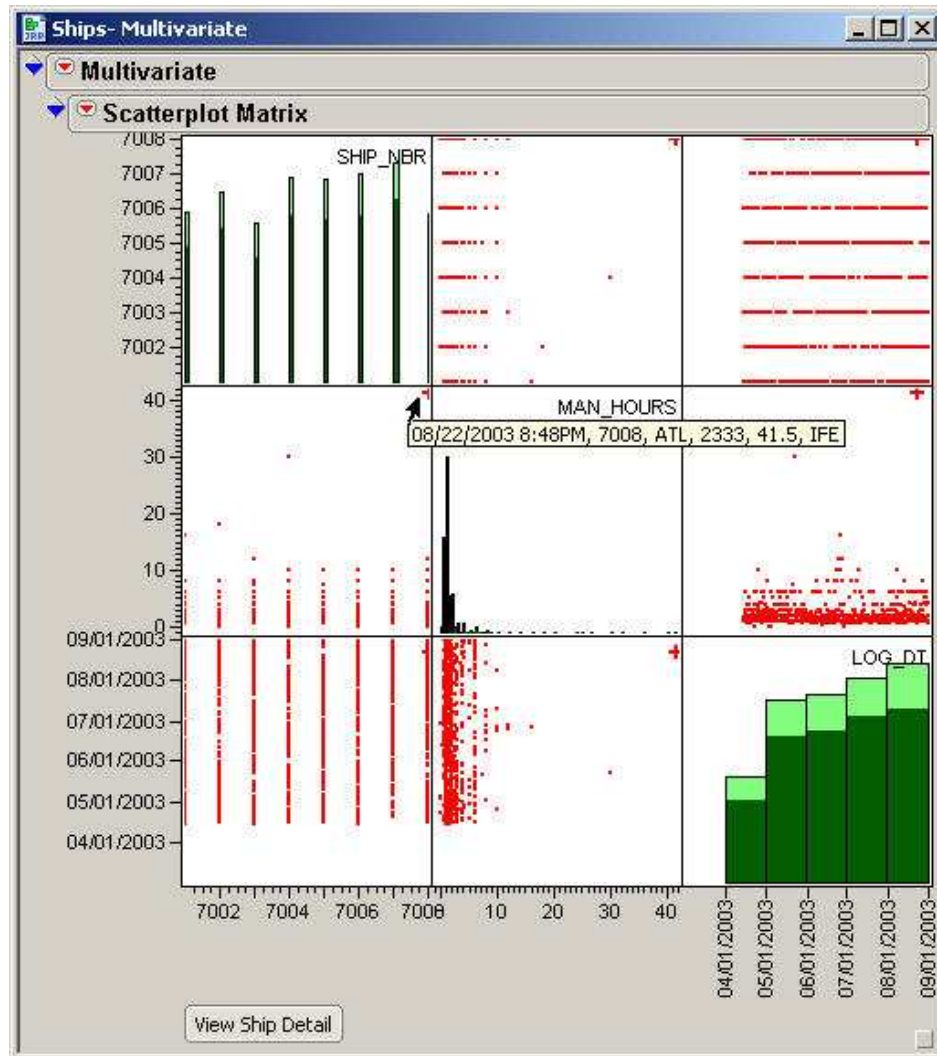 Ships- Multivariate
Multivariate
Scatterplot Matrix
7008
7007
7006
7005
7004
7003
7002
SHIP_NBR
40
30
20
10
0
MAN_HOURS
08/22/2003 8:48PM, 7008, ATL, 2333, 41.5, IFE
09/01/2003
08/01/2003
07/01/2003
06/01/2003
05/01/2003
04/01/2003
LOG_DT
7002 7004 7006 7008 10 20 30 40
04/01/2003
05/01/2003
06/01/2003
07/01/2003
08/01/2003
09/01/2003
View Ship Detail